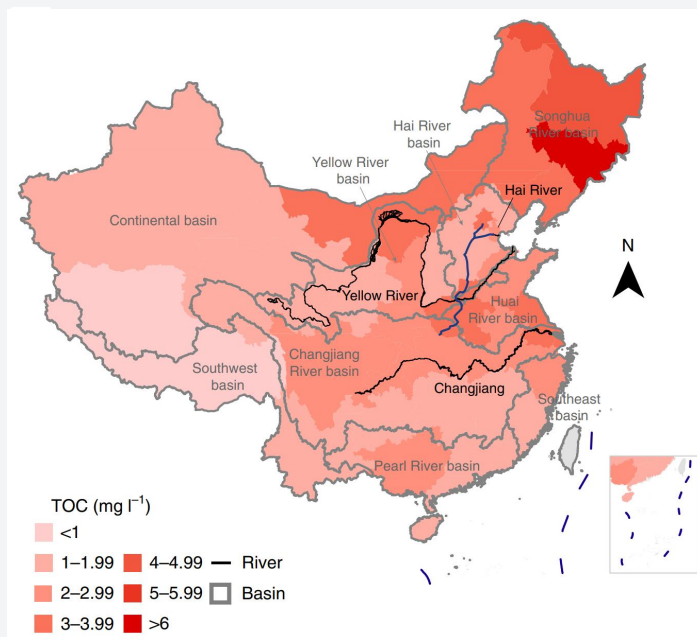 Songhua
River basin
Hai River
basin
Yellow River
basin
Hai River
Continental basin
N
Yellow River
Huai
River basin
Changjiang
River basin
Southwest
basin
Changjiang
Southeast
basin
Pearl River basin
TOC (mg l⁻¹)
<1
1–1.99
4–4.99
River
2–2.99
5–5.99
Basin
3–3.99
>6